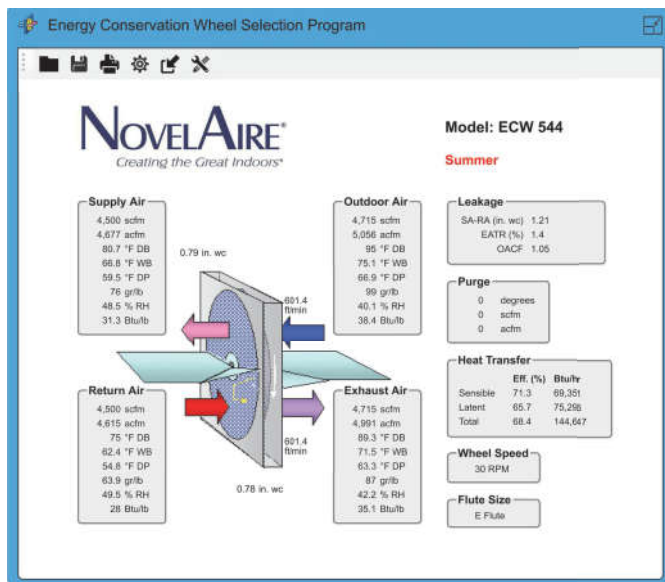 Energy Conservation Wheel Selection Program
NOVELAIRE®
Creating the Great Indoors®
Model: ECW 544
Summer
Supply Air
4,500 scfm
4,677 acfm
80.7 °F DB
66.8 °F WB
59.5 °F DP
76 gr/lb
48.5 % RH
31.3 Btu/lb
0.79 in. wc
Outdoor Air
4,715 scfm
5,056 acfm
95 °F DB
75.1 °F WB
66.9 °F DP
99 gr/lb
40.1 % RH
38.4 Btu/lb
601.4
ft/min
Return Air
4,500 scfm
4,615 acfm
75 °F DB
62.4 °F WB
54.8 °F DP
63.9 gr/lb
49.5 % RH
28 Btu/lb
0.78 in. wc
Exhaust Air
4,715 scfm
4,991 acfm
89.3 °F DB
71.5 °F WB
63.3 °F DP
87 gr/lb
42.2 % RH
35.1 Btu/lb
601.4
ft/min
Leakage
SA-RA (in. wc) 1.21
EATR (%) 1.4
OACF 1.05
Purge
0 degrees
0 scfm
0 acfm
Heat Transfer
Eff. (%) Btu/hr
Sensible 71.3 69,351
Latent 65.7 75,295
Total 68.4 144,647
Wheel Speed
30 RPM
Flute Size
E Flute